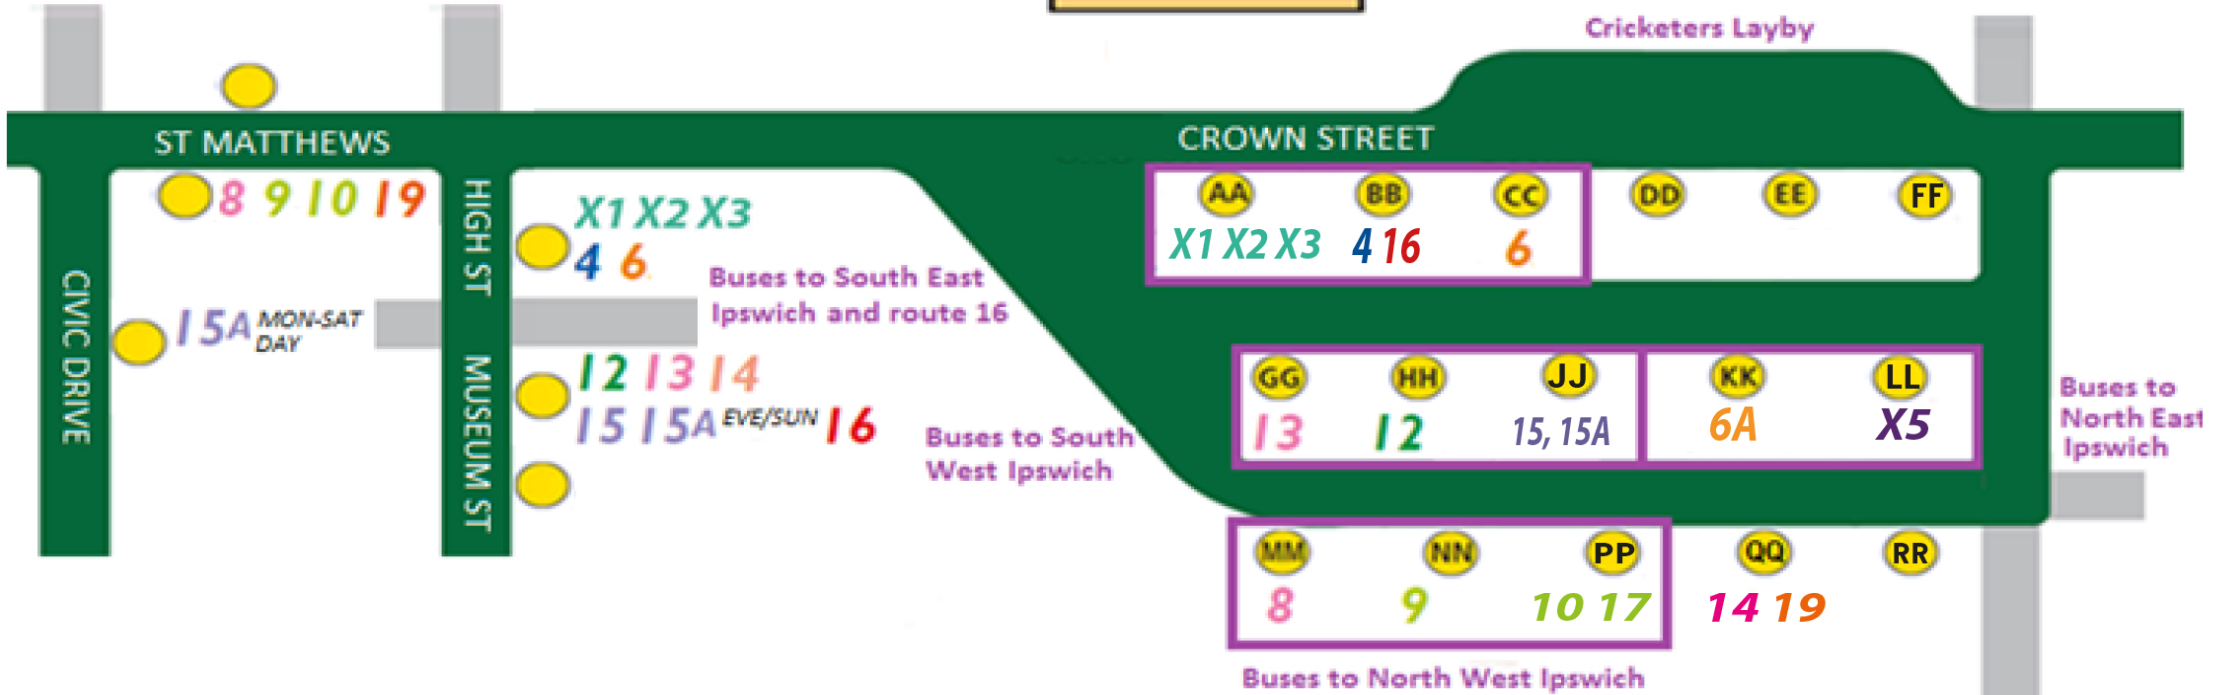 Cricketers Layby
ST MATTHEWS
CROWN STREET
8 9 10 19
HIGH ST
X1 X2 X3
4 6
AA BB CC DD EE FF
X1 X2 X3 4 16 6
Buses to South East
Ipswich and route 16
CIVIC DRIVE
15A MON-SAT
DAY
MUSEUM ST
12 13 14
15 15A EVE/SUN 16
Buses to South
West Ipswich
GG HH JJ KK LL
13 12 15, 15A 6A X5
Buses to
North East
Ipswich
MM NN PP QQ RR
8 9 10 17 14 19
Buses to North West Ipswich